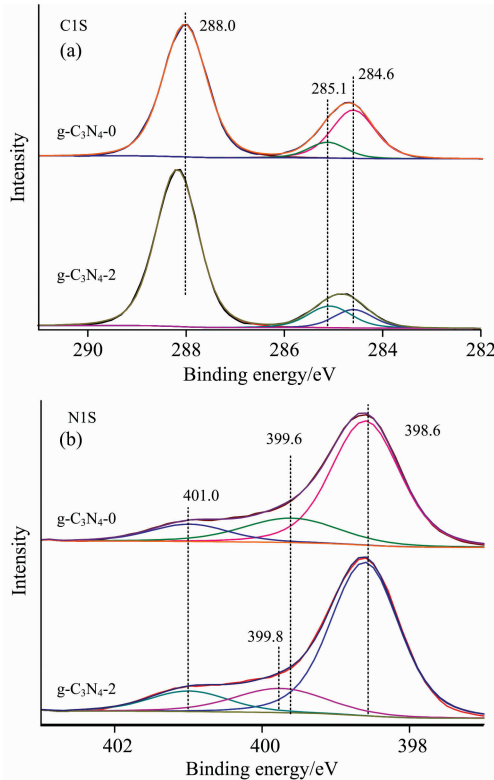 C1S
(a)
288.0
285.1
284.6
g-C₃N₄-0
g-C₃N₄-2
Intensity
290 288 286 284 282
Binding energy/eV
N1S
(b)
399.6
398.6
401.0
g-C₃N₄-0
399.8
g-C₃N₄-2
Intensity
402 400 398
Binding energy/eV